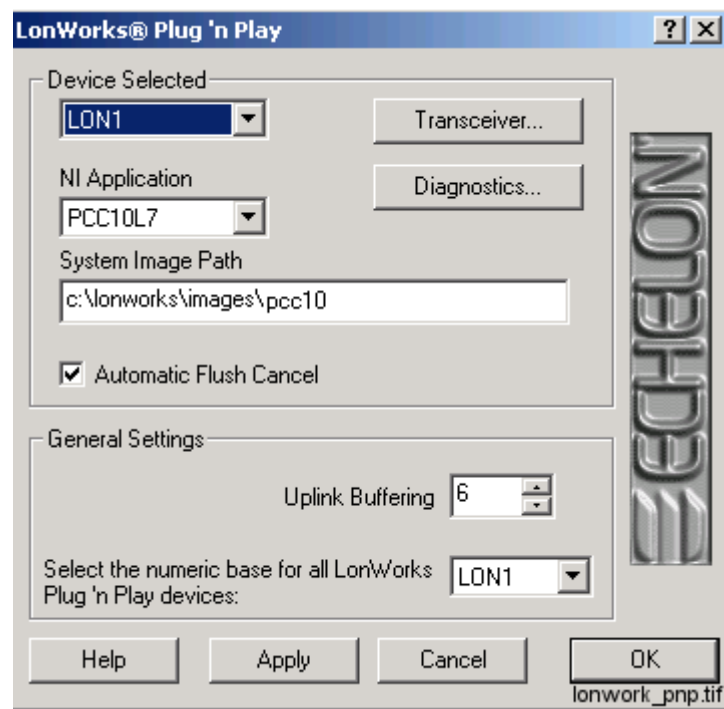 LonWorks® Plug 'n Play
Device Selected
LON1
Transceiver...
NI Application
Diagnostics...
PCC10L7
System Image Path
c:\lonworks\images\pcc10
Automatic Flush Cancel
General Settings
Uplink Buffering 6
Select the numeric base for all LonWorks
Plug 'n Play devices:
LON1
Help Apply Cancel OK
lonwork_pnp.tif
ECHELON